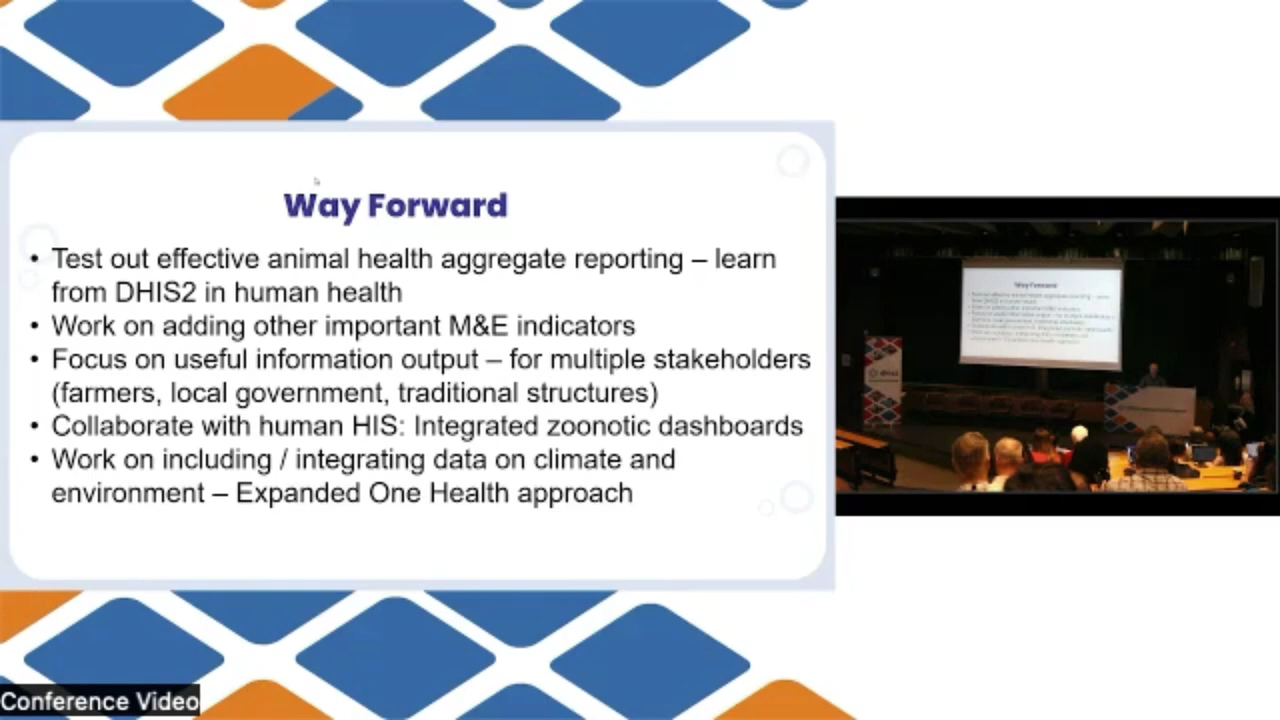 Way Forward
• Test out effective animal health aggregate reporting – learn
from DHIS2 in human health
• Work on adding other important M&E indicators
• Focus on useful information output – for multiple stakeholders
(farmers, local government, traditional structures)
• Collaborate with human HIS: Integrated zoonotic dashboards
• Work on including / integrating data on climate and
environment – Expanded One Health approach
Way Forward
Conference Video